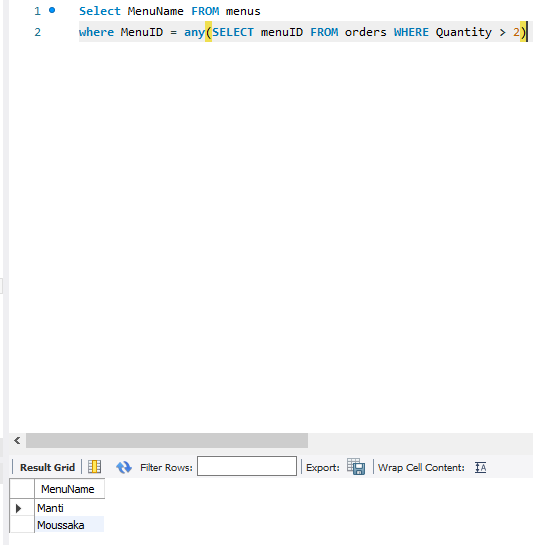 1 Select MenuName FROM menus
2 where MenuID = any(SELECT menuID FROM orders WHERE Quantity > 2)
Result Grid Filter Rows: Export: Wrap Cell Content: IA
MenuName
Manti
Moussaka